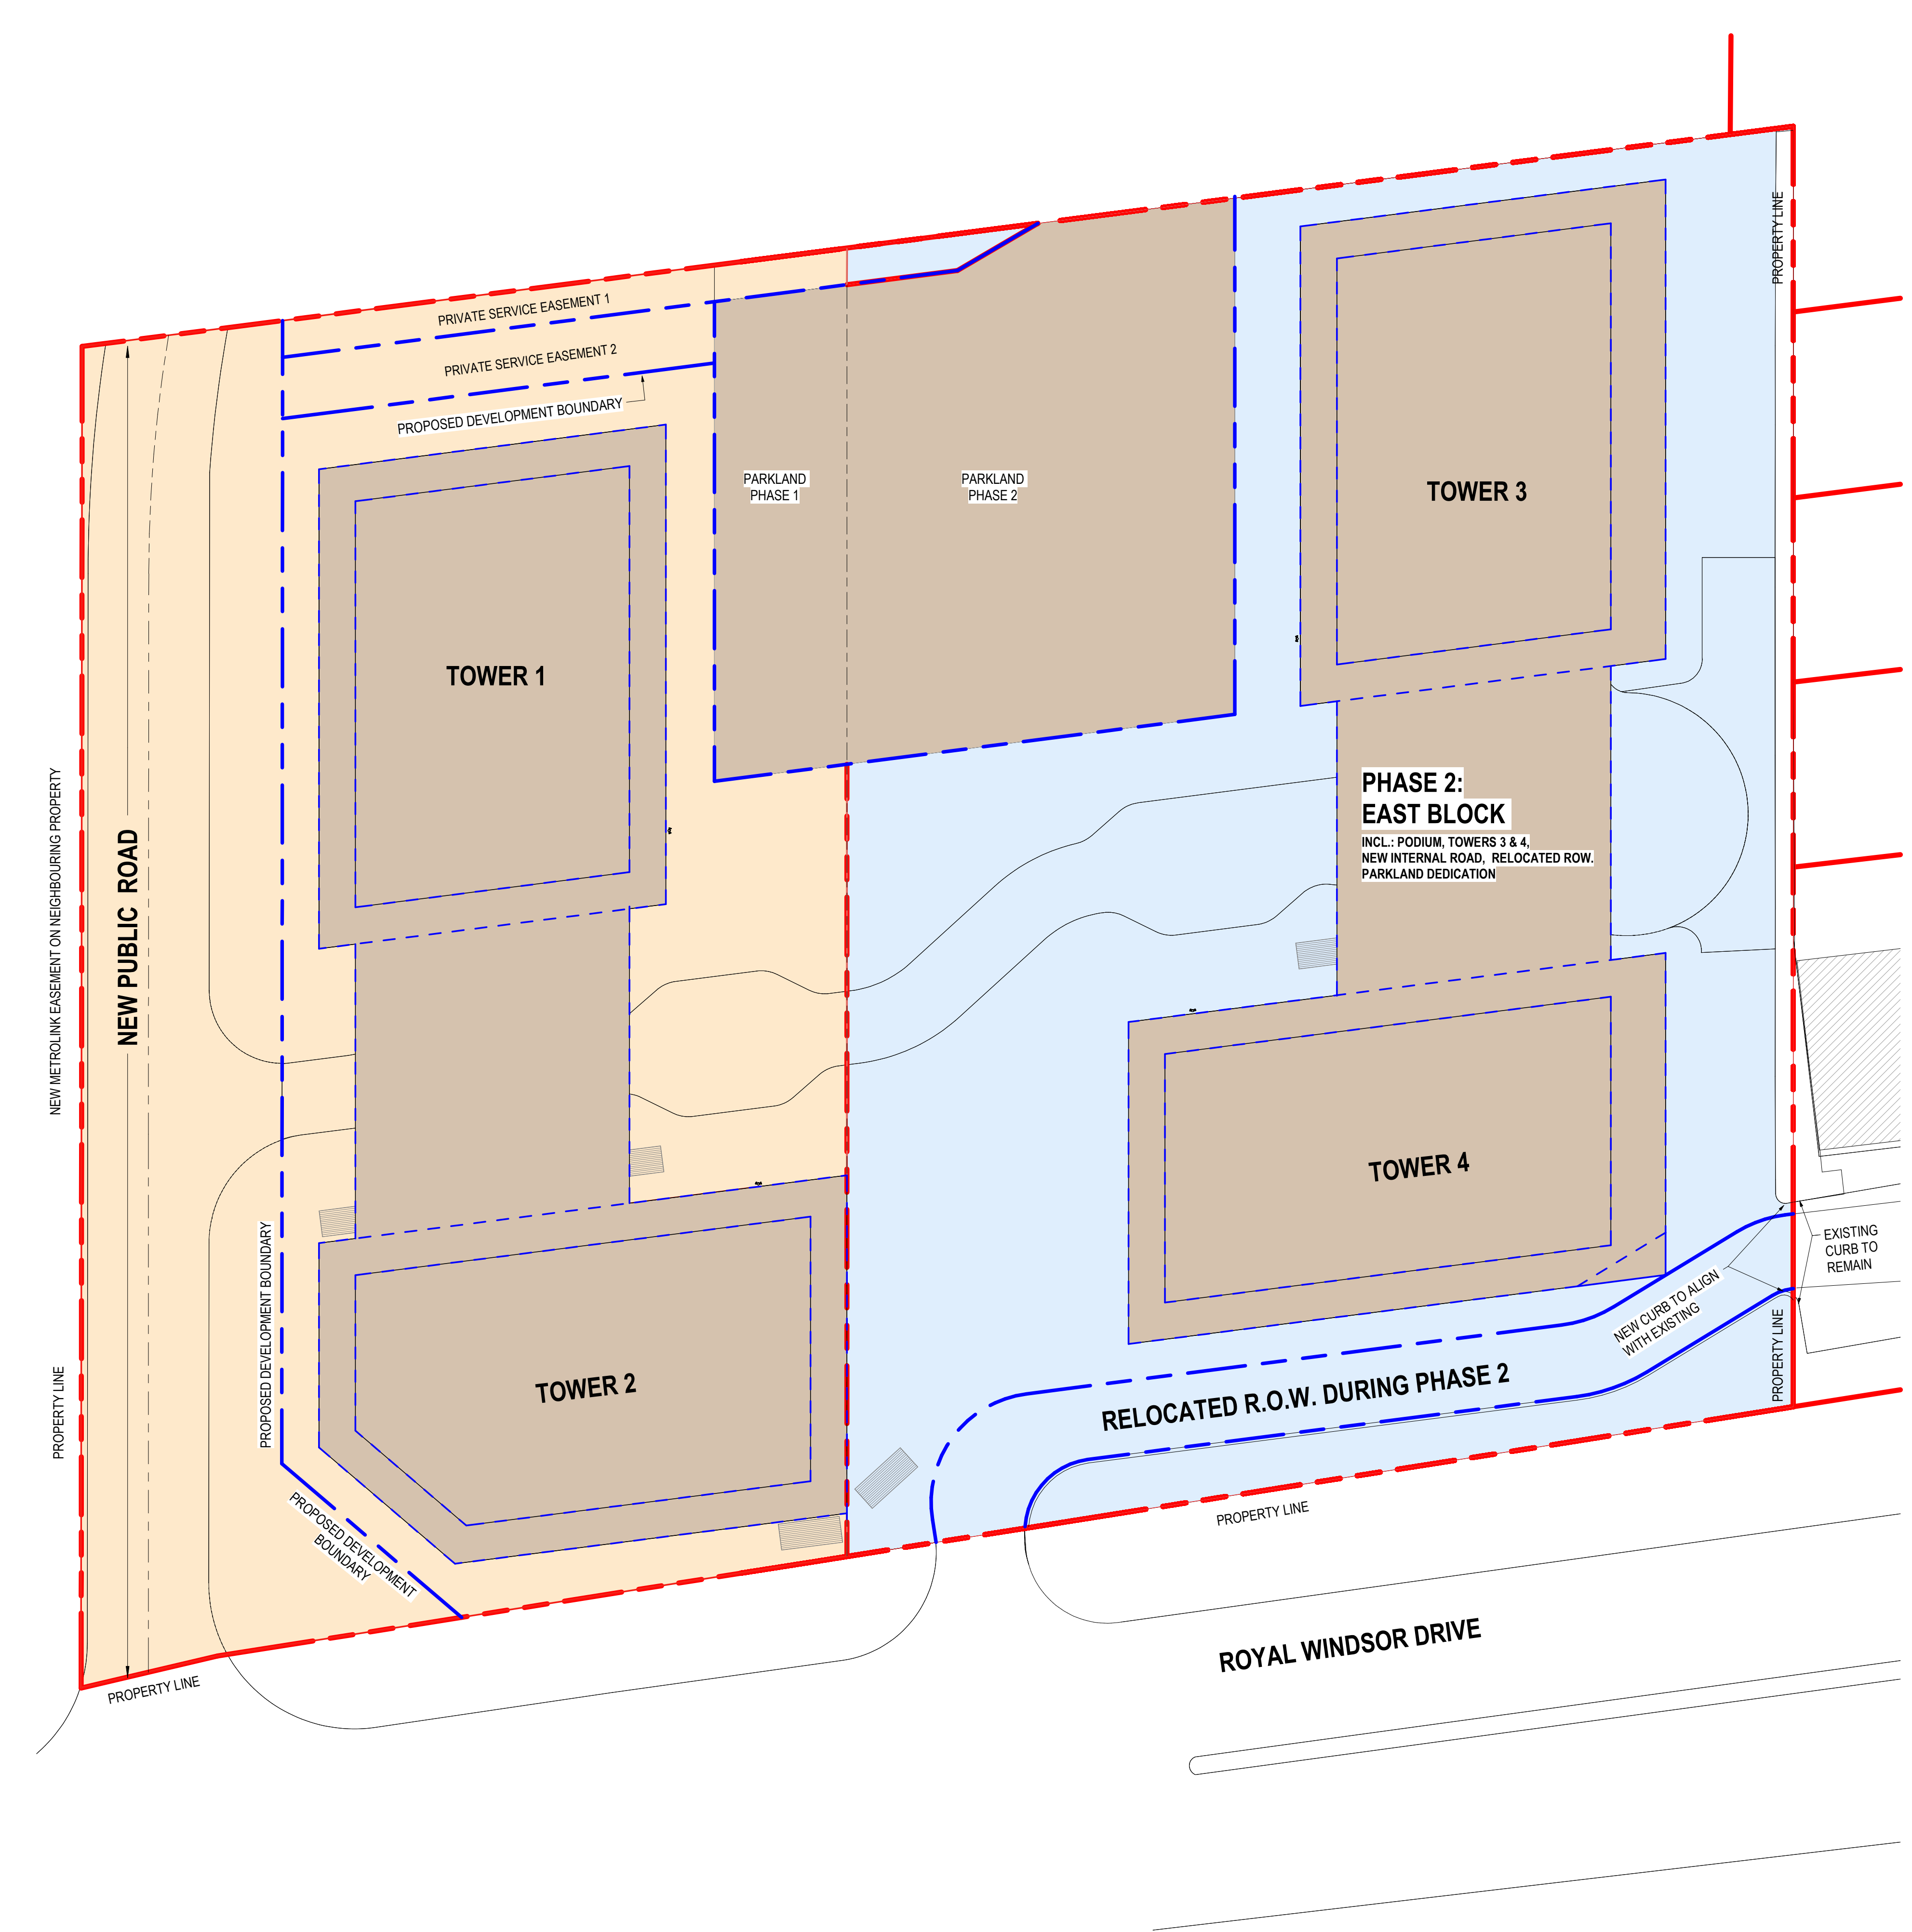 PROPERTY LINE
PRIVATE SERVICE EASEMENT 1
PRIVATE SERVICE EASEMENT 2
PROPOSED DEVELOPMENT BOUNDARY
PARKLAND
PHASE 1
PARKLAND
PHASE 2
TOWER 3
TOWER 1
PHASE 2:
EAST BLOCK
INCL.: PODIUM, TOWERS 3 & 4,
NEW INTERNAL ROAD, RELOCATED ROW.
PARKLAND DEDICATION
NEW METROLINK EASEMENT ON NEIGHBOURING PROPERTY
NEW PUBLIC ROAD
TOWER 4
EXISTING
CURB TO
REMAIN
NEW CURB TO ALIGN
WITH EXISTING
PROPERTY LINE
PROPOSED DEVELOPMENT BOUNDARY
PROPERTY LINE
TOWER 2
RELOCATED R.O.W. DURING PHASE 2
PROPOSED DEVELOPMENT
BOUNDARY
PROPERTY LINE
ROYAL WINDSOR DRIVE
PROPERTY LINE